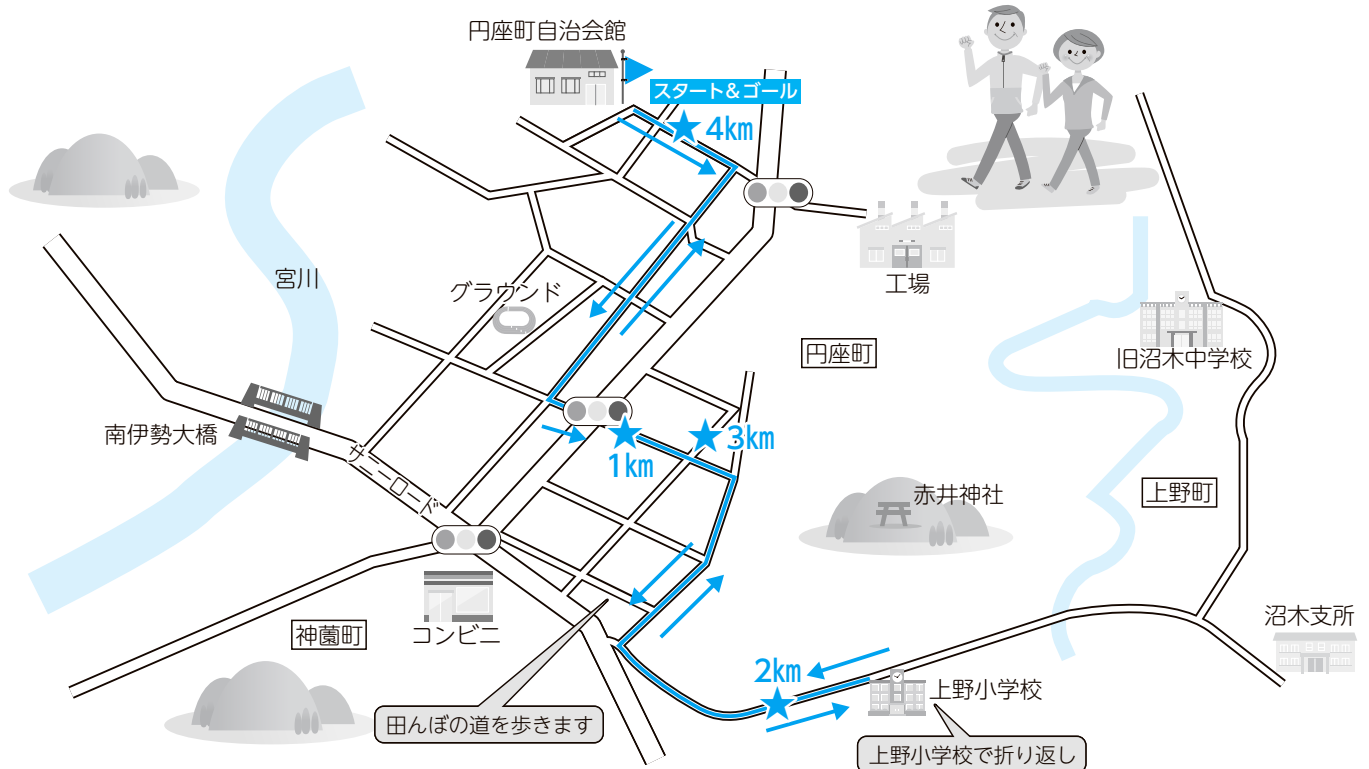 円座町自治会館
スタート&ゴール
4km
工場
宮川
グラウンド
円座町
旧沼木中学校
南伊勢大橋
3km
1km
サンロード
赤井神社
上野町
神薗町
コンビニ
沼木支所
2km
上野小学校
田んぼの道を歩きます
上野小学校で折り返し